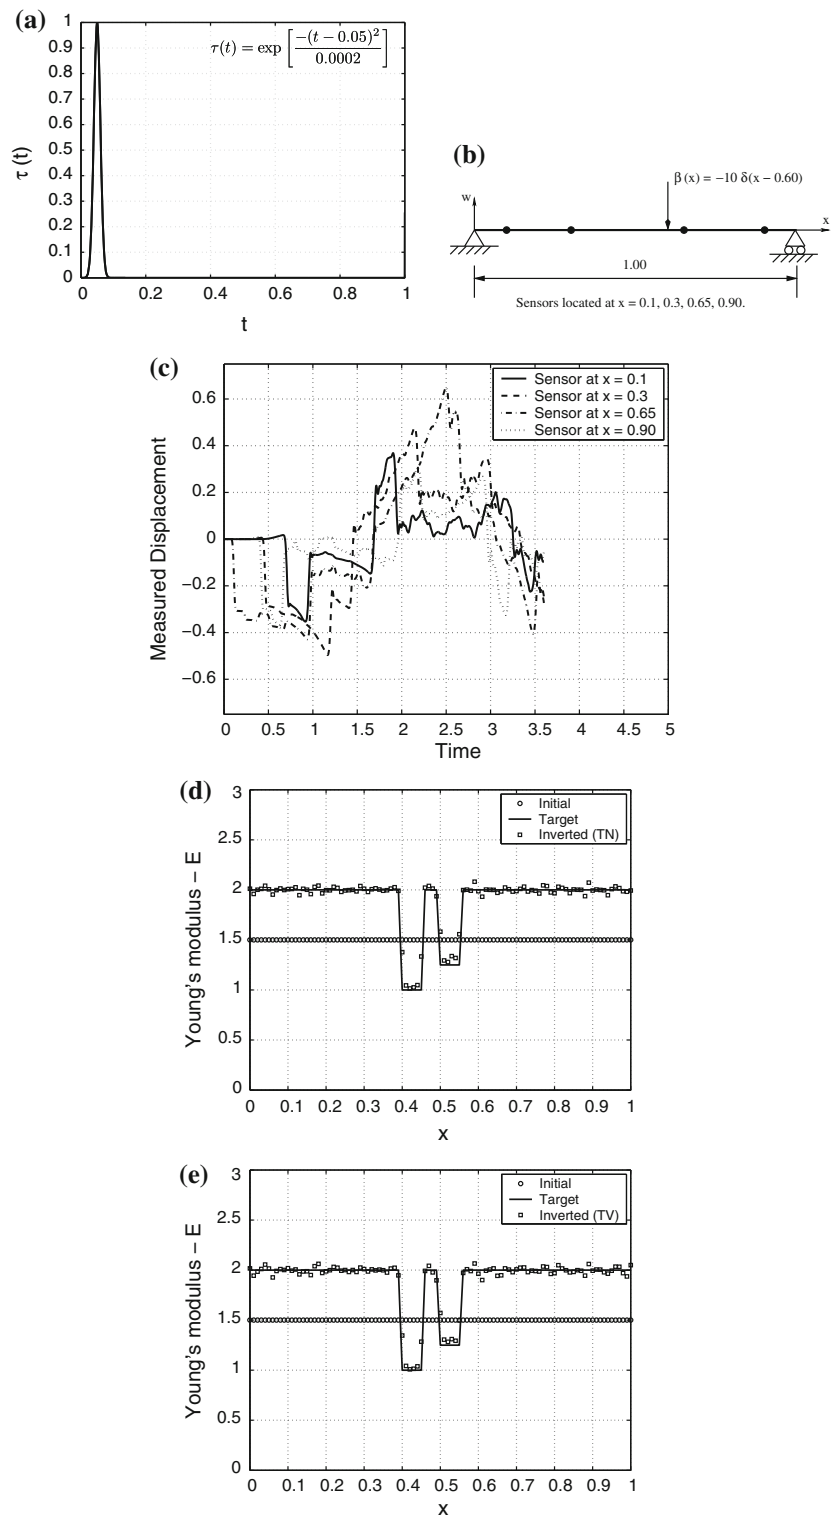 (a)
1
0.9
0.8
0.7
0.6
0.5
0.4
0.3
0.2
0.1
0
τ (t)
τ(t) = exp [ −(t − 0.05)² / 0.0002 ]
0 0.2 0.4 0.6 0.8 1
t
(b)
β (x) = −10 δ(x − 0.60)
w
x
1.00
Sensors located at x = 0.1, 0.3, 0.65, 0.90.
(c)
Sensor at x = 0.1
Sensor at x = 0.3
Sensor at x = 0.65
Sensor at x = 0.90
0.6
0.4
0.2
0
−0.2
−0.4
−0.6
Measured Displacement
0 0.5 1 1.5 2 2.5 3 3.5 4 4.5 5
Time
(d)
Initial
Target
Inverted (TN)
3
2.5
2
1.5
1
0.5
0
Young's modulus – E
0 0.1 0.2 0.3 0.4 0.5 0.6 0.7 0.8 0.9 1
x
(e)
Initial
Target
Inverted (TV)
3
2.5
2
1.5
1
0.5
0
Young's modulus – E
0 0.1 0.2 0.3 0.4 0.5 0.6 0.7 0.8 0.9 1
x